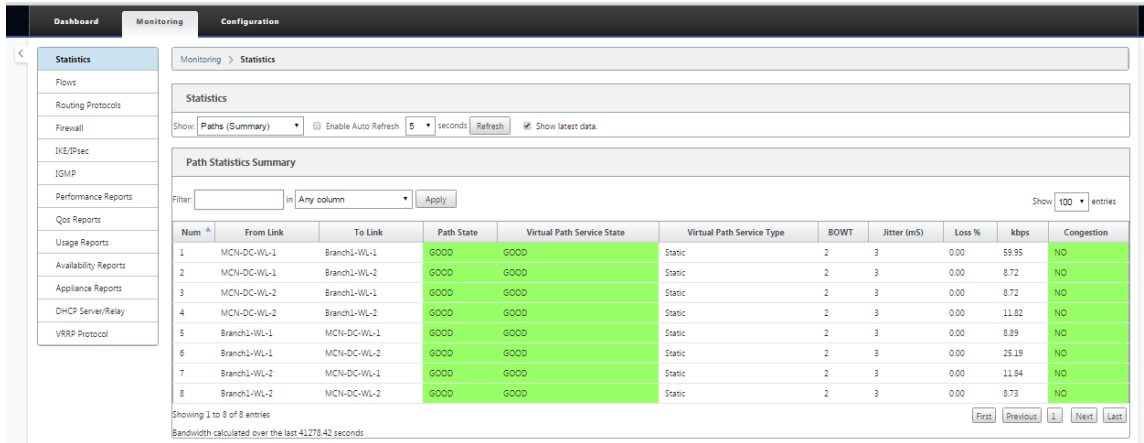 Dashboard Monitoring Configuration
Statistics
Flows
Routing Protocols
Firewall
IKE/IPsec
IGMP
Performance Reports
Qos Reports
Usage Reports
Availability Reports
Appliance Reports
DHCP Server/Relay
VRRP Protocol
Monitoring > Statistics
Statistics
Show: Paths (Summary) Enable Auto Refresh 5 seconds Refresh Show latest data.
Path Statistics Summary
Filter: in Any column Apply Show 100 entries
Num From Link To Link Path State Virtual Path Service State Virtual Path Service Type BOWT Jitter (mS) Loss % kbps Congestion
1 MCN-DC-WL-1 Branch1-WL-1 GOOD GOOD Static 2 3 0.00 59.95 NO
2 MCN-DC-WL-1 Branch1-WL-2 GOOD GOOD Static 2 3 0.00 8.72 NO
3 MCN-DC-WL-2 Branch1-WL-1 GOOD GOOD Static 2 3 0.00 8.72 NO
4 MCN-DC-WL-2 Branch1-WL-2 GOOD GOOD Static 2 3 0.00 11.82 NO
5 Branch1-WL-1 MCN-DC-WL-1 GOOD GOOD Static 2 3 0.00 8.89 NO
6 Branch1-WL-1 MCN-DC-WL-2 GOOD GOOD Static 2 3 0.00 25.19 NO
7 Branch1-WL-2 MCN-DC-WL-1 GOOD GOOD Static 2 3 0.00 11.84 NO
8 Branch1-WL-2 MCN-DC-WL-2 GOOD GOOD Static 2 3 0.00 8.73 NO
Showing 1 to 8 of 8 entries First Previous 1 Next Last
Bandwidth calculated over the last 41278.42 seconds